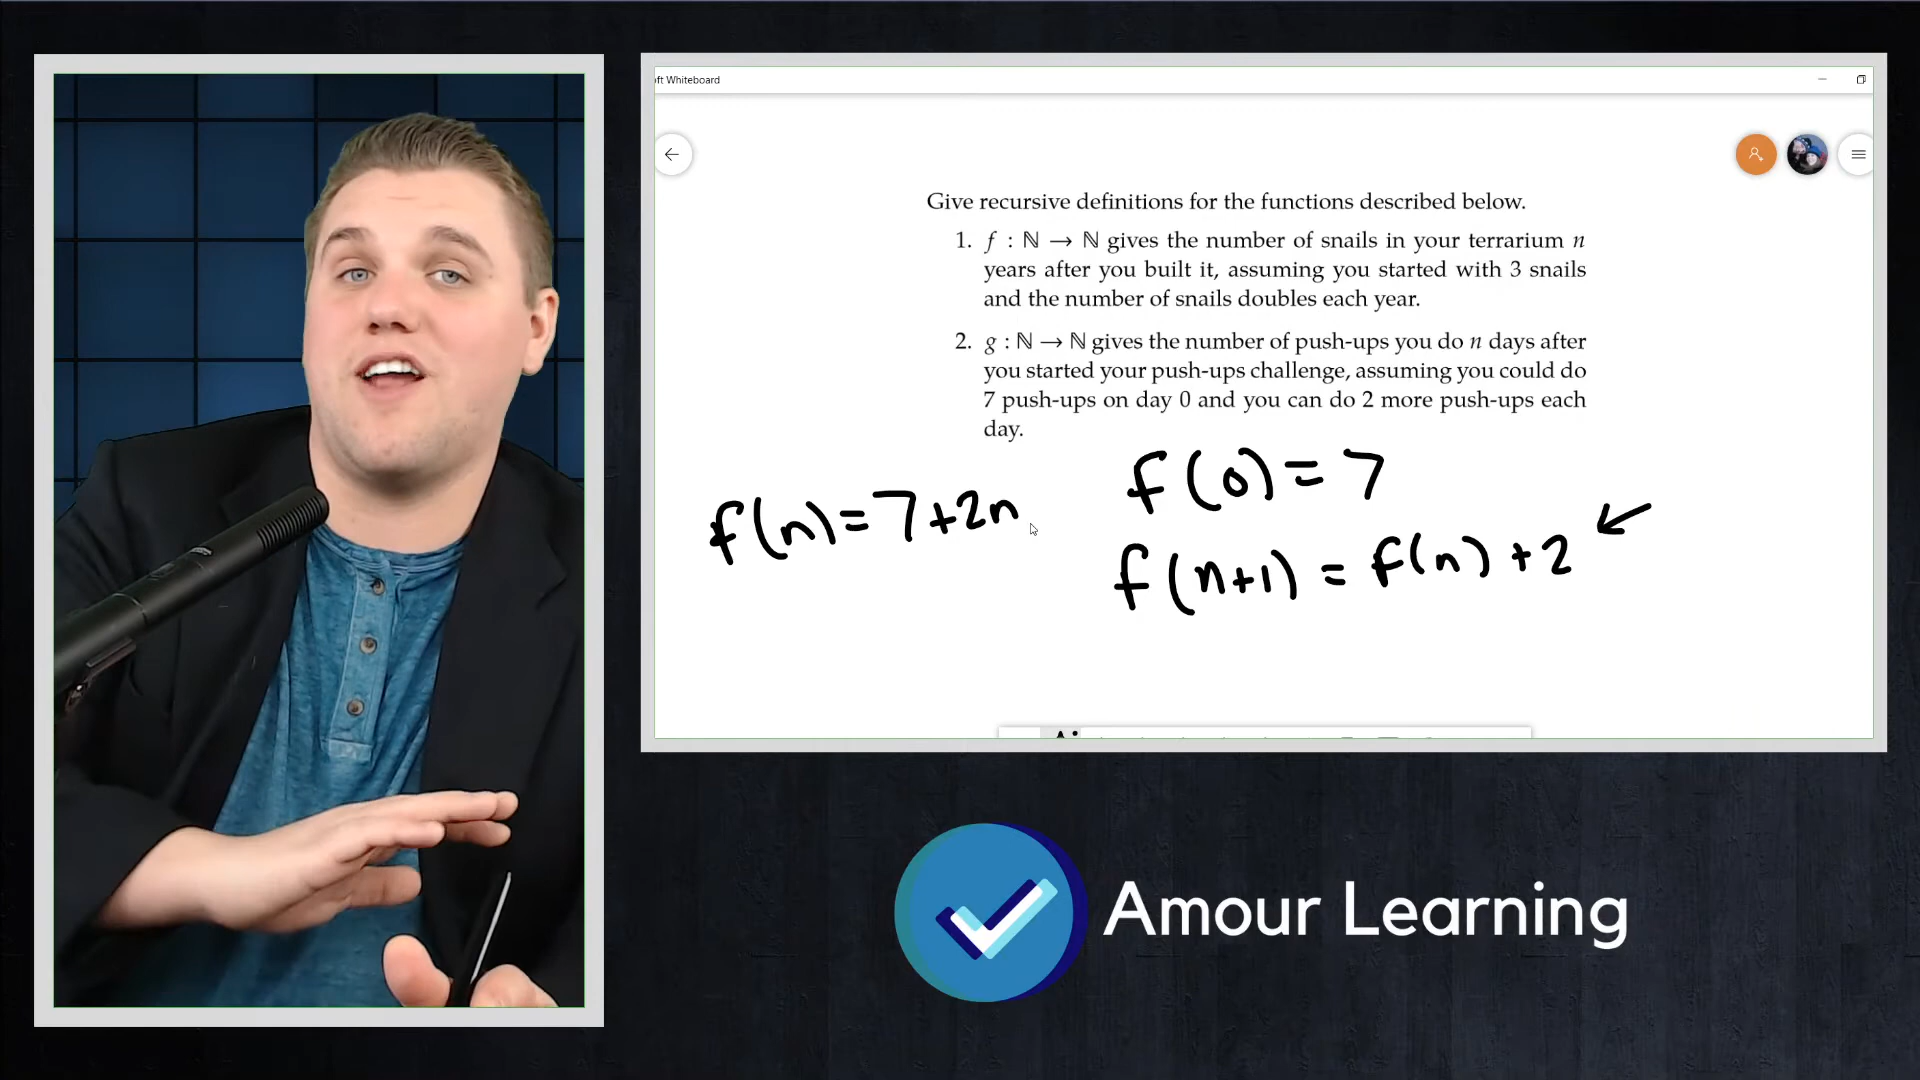 oft Whiteboard
Give recursive definitions for the functions described below.
1. f : ℕ → ℕ gives the number of snails in your terrarium n
years after you built it, assuming you started with 3 snails
and the number of snails doubles each year.
2. g : ℕ → ℕ gives the number of push-ups you do n days after
you started your push-ups challenge, assuming you could do
7 push-ups on day 0 and you can do 2 more push-ups each
day.
f(0) = 7
f(n) = 7+2n
f(n+1) = f(n) + 2
Amour Learning